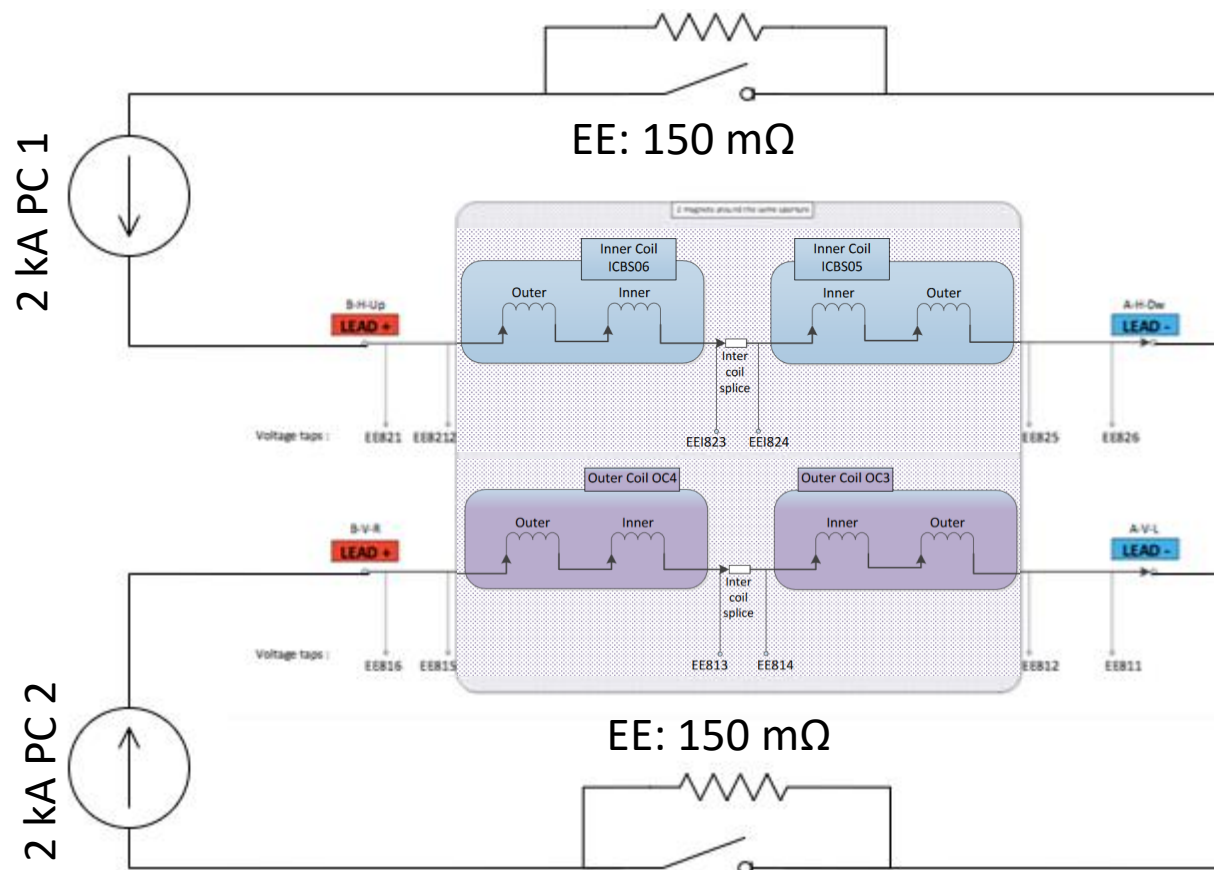 EE: 150 mΩ
2 kA PC 1
2 magnets around the same aperture
Inner Coil
ICBS06
Inner Coil
ICBS05
Outer
Inner
Inner
Outer
B-H-Up
LEAD +
A-H-Dw
LEAD -
Inter
coil
splice
Voltage taps :
EE821
EE8212
EEI823
EEI824
EE825
EE826
Outer Coil OC4
Outer Coil OC3
Outer
Inner
Inner
Outer
B-V-R
LEAD +
A-V-L
LEAD -
Inter
coil
splice
Voltage taps :
EE816
EE815
EE813
EE814
EE812
EE811
2 kA PC 2
EE: 150 mΩ